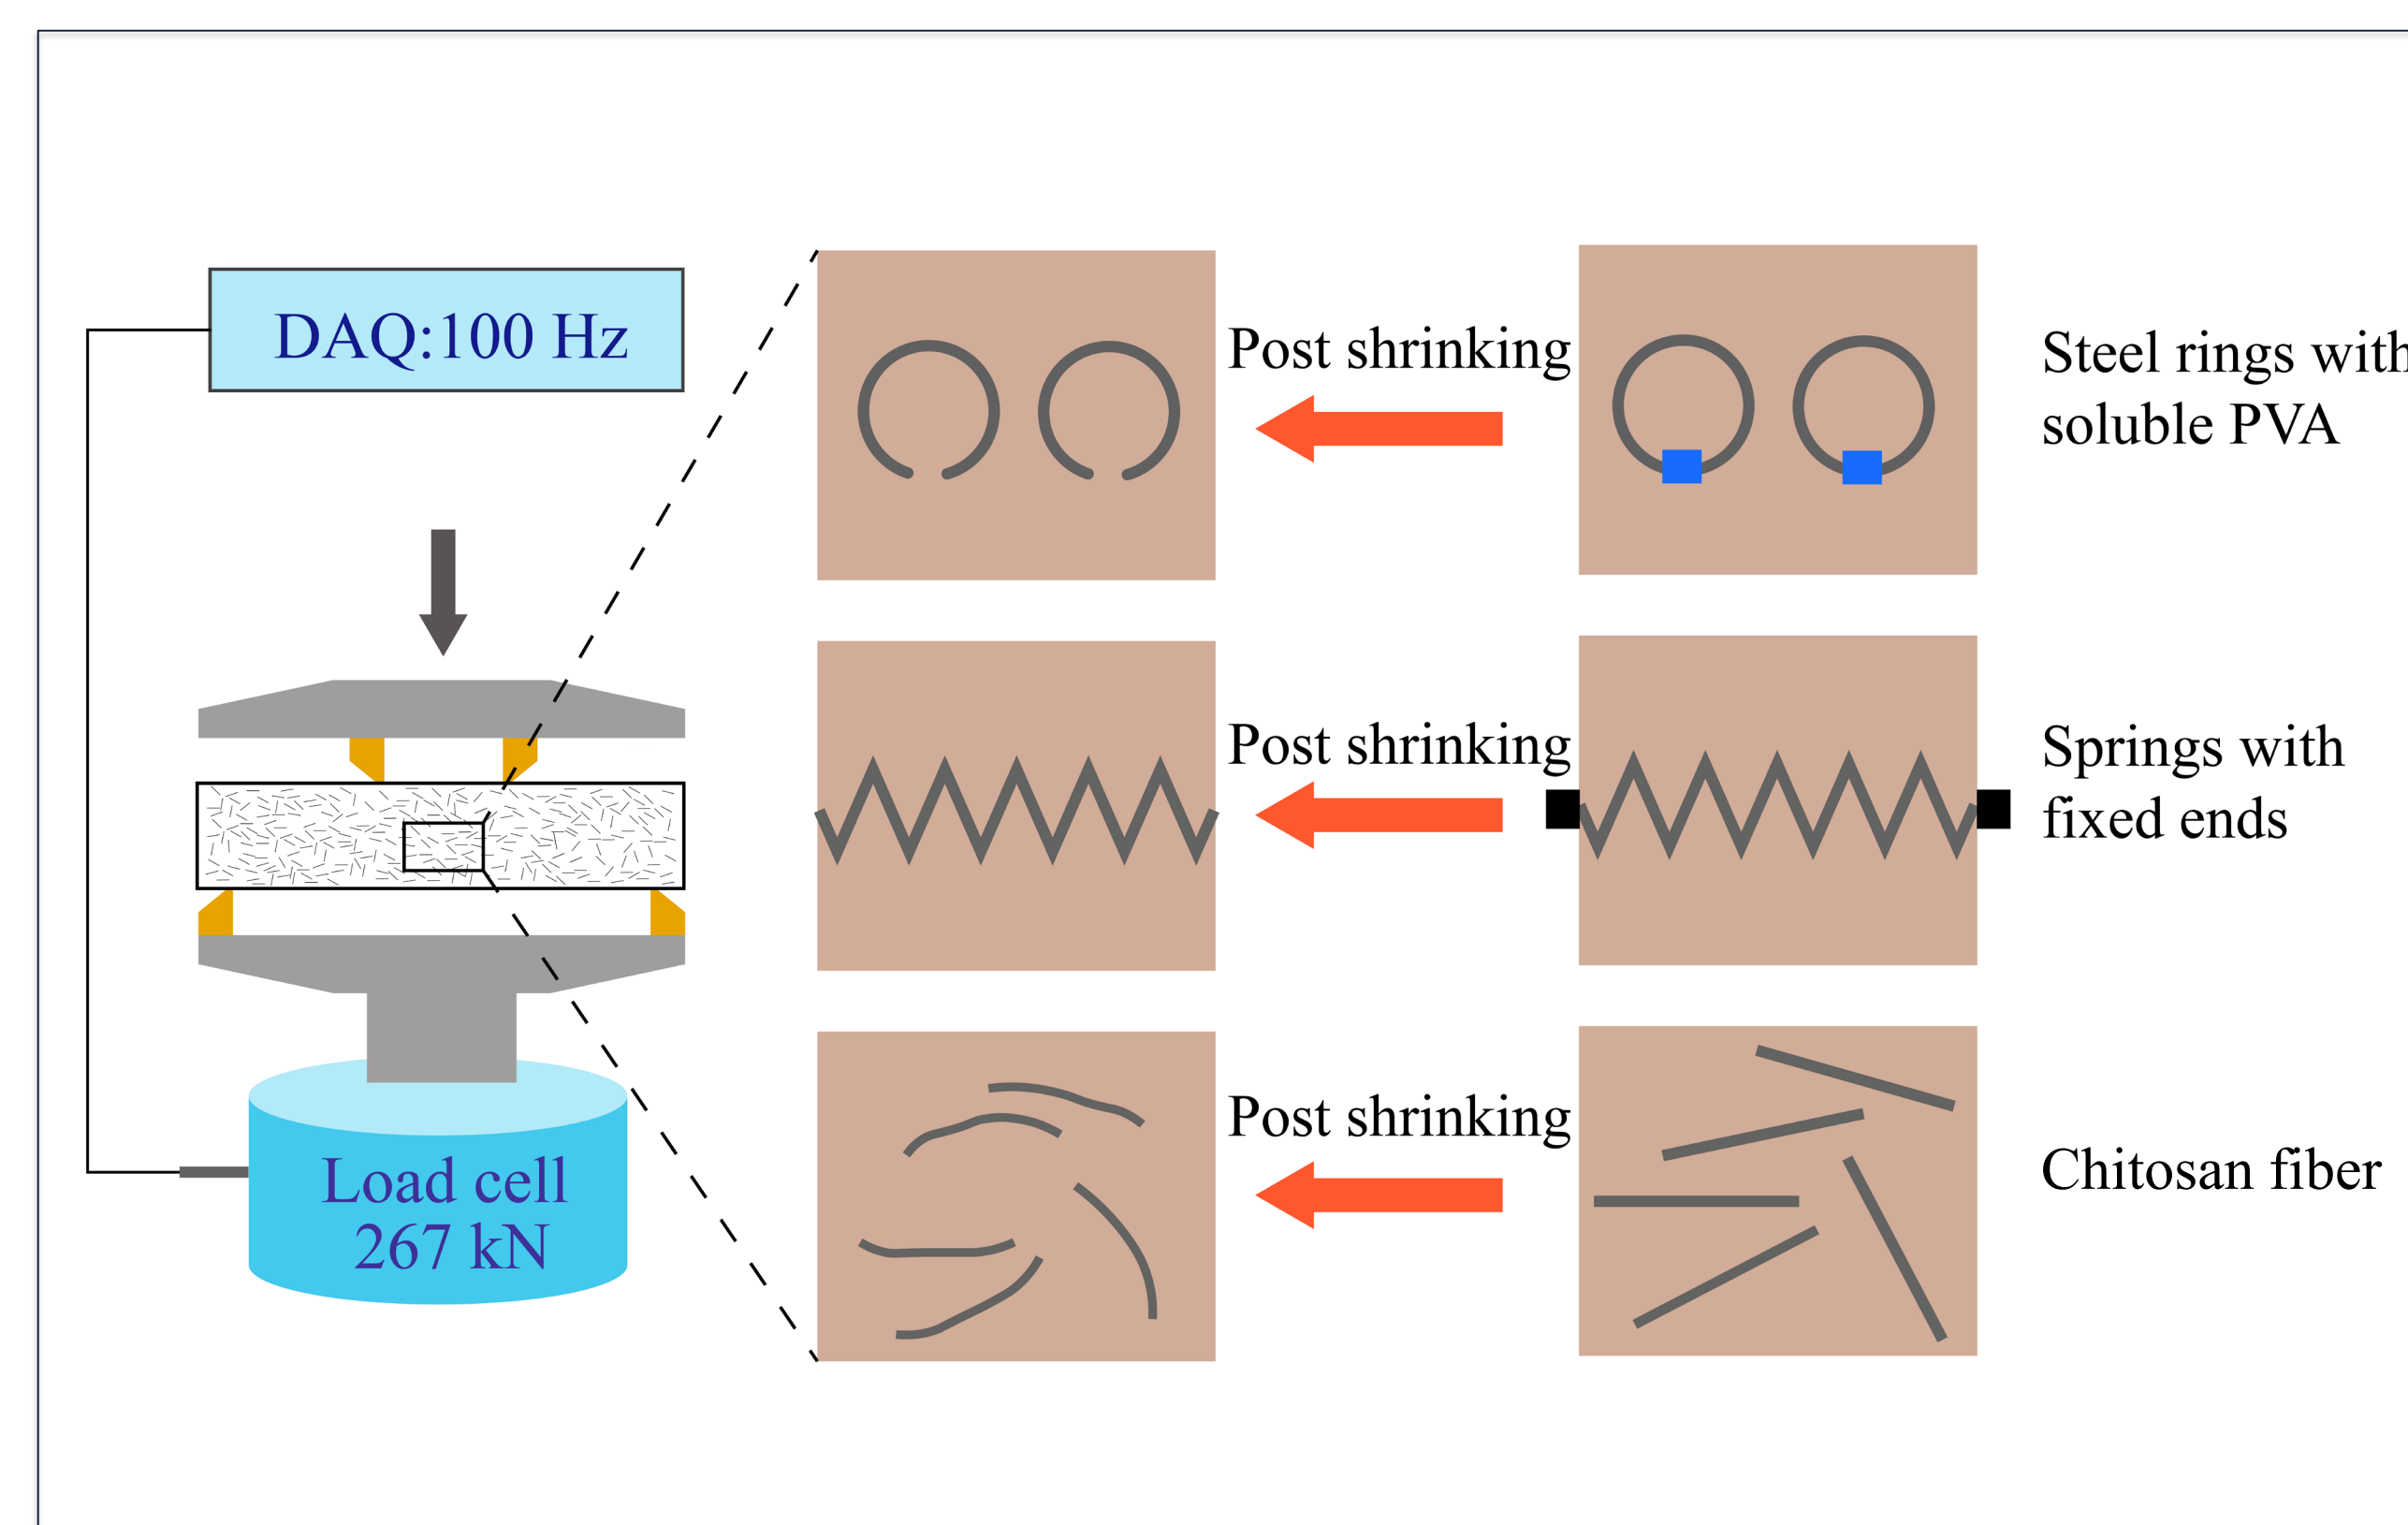 DAQ:100 Hz
Post shrinking
Steel rings with
soluble PVA
Post shrinking
Springs with
fixed ends
Post shrinking
Chitosan fiber
Load cell
267 kN